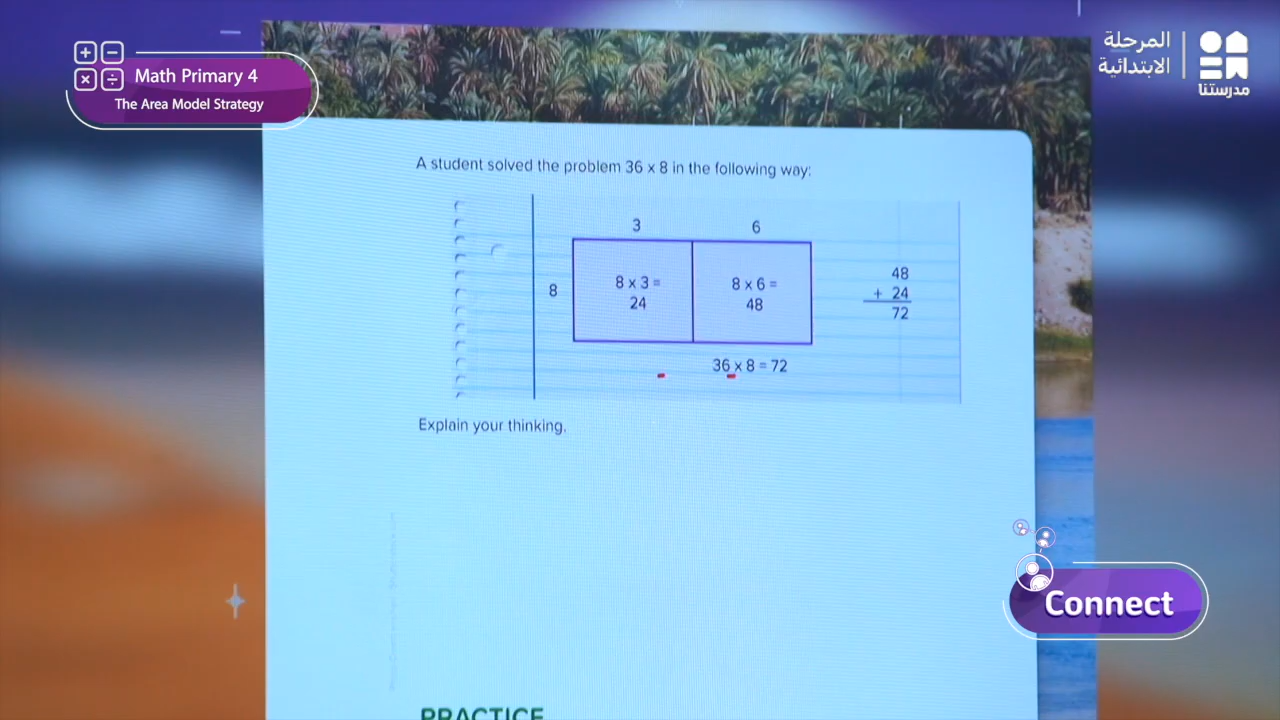 Math Primary 4
The Area Model Strategy
المرحلة
الابتدائية
مدرستنا
A student solved the problem 36 x 8 in the following way:
3 6
8
8 x 3 =
24
8 x 6 =
48
48
+ 24
72
36 x 8 = 72
Explain your thinking.
Connect
PRACTICE